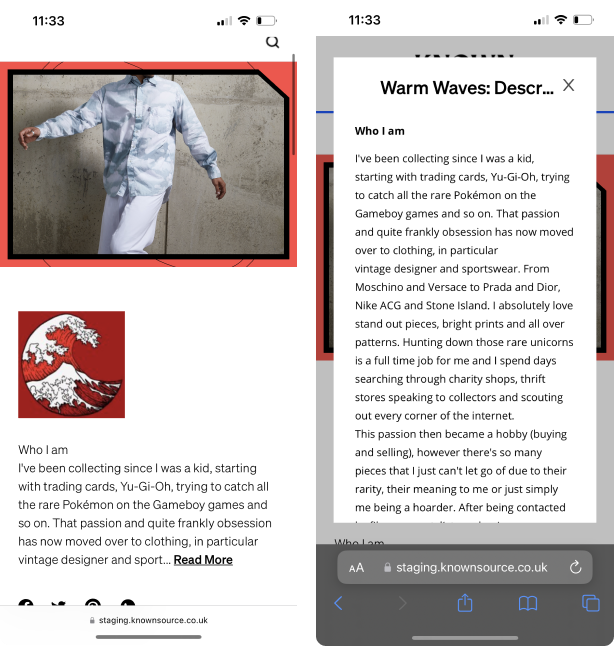 11:33
Who I am
I've been collecting since I was a kid, starting
with trading cards, Yu-Gi-Oh, trying to catch all
the rare Pokémon on the Gameboy games and
so on. That passion and quite frankly obsession
has now moved over to clothing, in particular
vintage designer and sport... Read More
staging.knownsource.co.uk
11:33
KNOWN
Warm Waves: Descr...
Who I am
I've been collecting since I was a kid,
starting with trading cards, Yu-Gi-Oh, trying
to catch all the rare Pokémon on the
Gameboy games and so on. That passion
and quite frankly obsession has now moved
over to clothing, in particular
vintage designer and sportswear. From
Moschino and Versace to Prada and Dior,
Nike ACG and Stone Island. I absolutely love
stand out pieces, bright prints and all over
patterns. Hunting down those rare unicorns
is a full time job for me and I spend days
searching through charity shops, thrift
stores speaking to collectors and scouting
out every corner of the internet.
This passion then became a hobby (buying
and selling), however there's so many
pieces that I just can't let go of due to their
rarity, their meaning to me or just simply
me being a hoarder. After being contacted
Who I am
AA staging.knownsource.co.uk